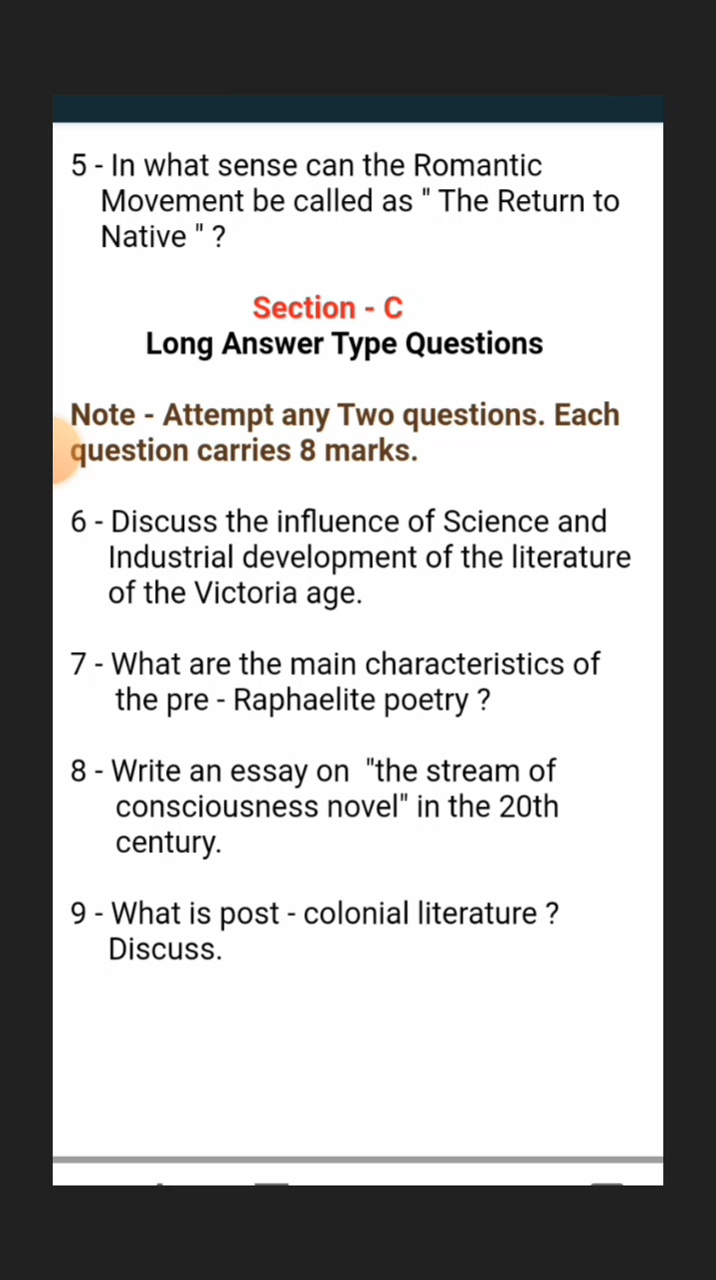 5 - In what sense can the Romantic
Movement be called as " The Return to
Native " ?
Section - C
Long Answer Type Questions
Note - Attempt any Two questions. Each
question carries 8 marks.
6 - Discuss the influence of Science and
Industrial development of the literature
of the Victoria age.
7 - What are the main characteristics of
the pre - Raphaelite poetry ?
8 - Write an essay on "the stream of
consciousness novel" in the 20th
century.
9 - What is post - colonial literature ?
Discuss.